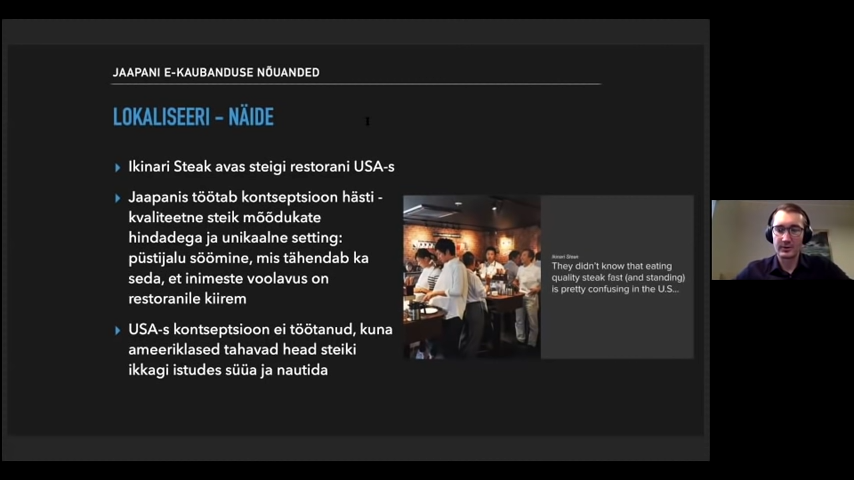 JAAPANI E-KAUBANDUSE NÕUANDED
LOKALISEERI – NÄIDE
Ikinari Steak avas steigi restorani USA-s
Jaapanis töötab kontseptsioon hästi -
kvaliteetne steik mõõdukate
hindadega ja unikaalne setting:
püstijalu söömine, mis tähendab ka
seda, et inimeste voolavus on
restoranile kiirem
USA-s kontseptsioon ei töötanud, kuna
ameeriklased tahavad head steiki
ikkagi istudes süüa ja nautida
Steak
They didn't know that eating
quality steak fast (and standing)
is pretty confusing in the U.S...